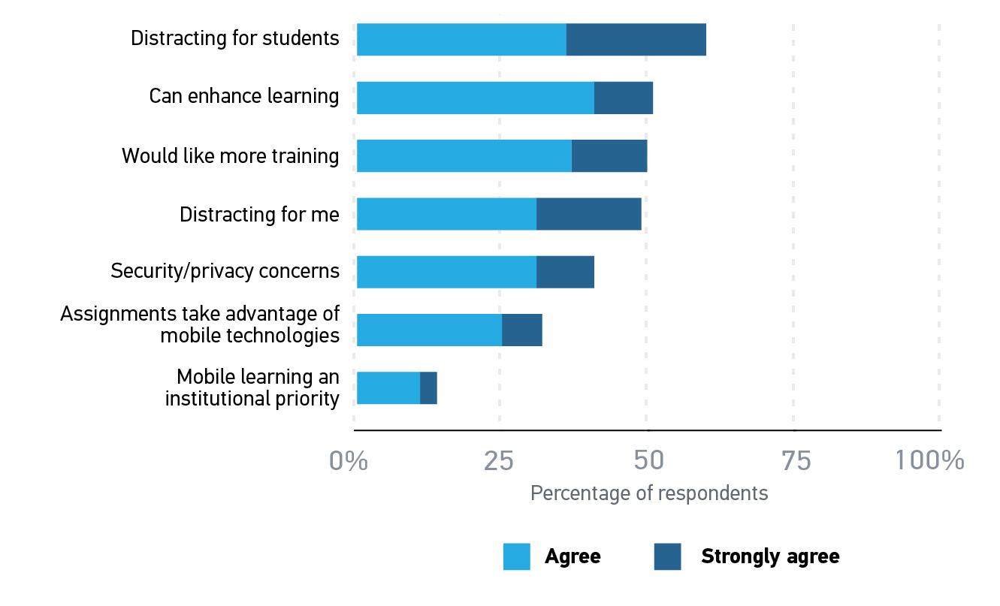 Distracting for students
Can enhance learning
Would like more training
Distracting for me
Security/privacy concerns
Assignments take advantage of
mobile technologies
Mobile learning an
institutional priority
0% 25 50 75 100%
Percentage of respondents
Agree Strongly agree